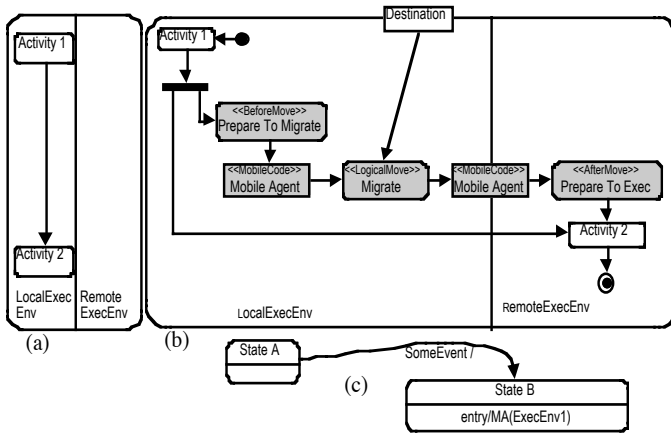 Activity 1
Activity 2
LocalExec
Env
Remote
ExecEnv
(a)
Destination
Activity 1
<<BeforeMove>>
Prepare To Migrate
<<MobileCode>>
Mobile Agent
<<LogicalMove>>
Migrate
<<MobileCode>>
Mobile Agent
<<AfterMove>>
Prepare To Exec
Activity 2
LocalExecEnv
RemoteExecEnv
(b)
State A
SomeEvent /
(c)
State B
entry/MA(ExecEnv1)